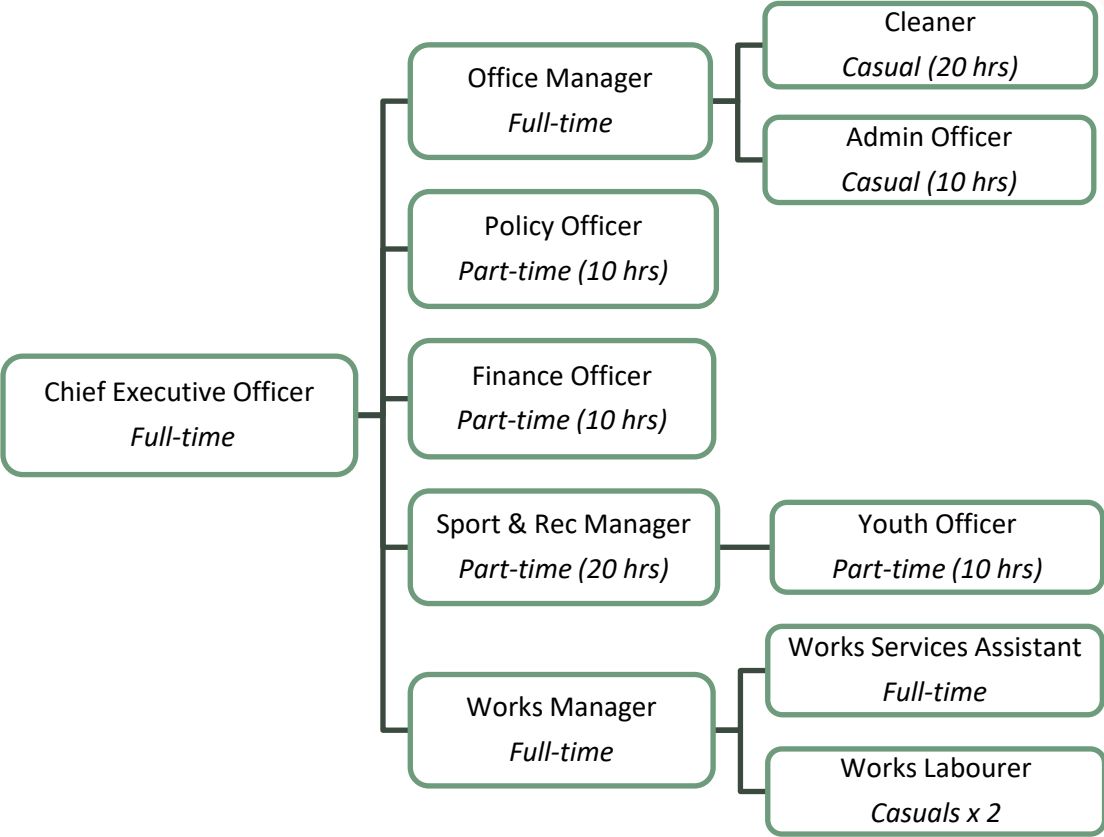 Chief Executive Officer
Full-time
Office Manager
Full-time
Cleaner
Casual (20 hrs)
Admin Officer
Casual (10 hrs)
Policy Officer
Part-time (10 hrs)
Finance Officer
Part-time (10 hrs)
Sport & Rec Manager
Part-time (20 hrs)
Youth Officer
Part-time (10 hrs)
Works Manager
Full-time
Works Services Assistant
Full-time
Works Labourer
Casuals x 2